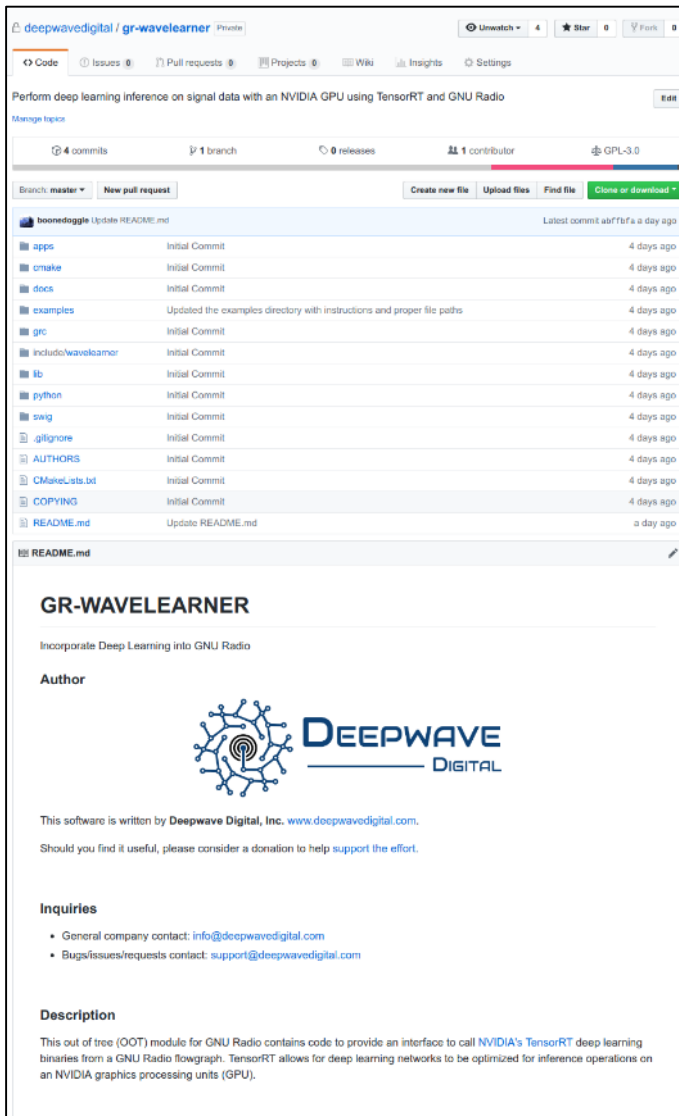 deepwavedigital / gr-wavelearner Private Unwatch 4 Star 0 Fork 0
Code Issues 0 Pull requests 0 Projects 0 Wiki Insights Settings
Perform deep learning inference on signal data with an NVIDIA GPU using TensorRT and GNU Radio Edit
Manage topics
4 commits 1 branch 0 releases 1 contributor GPL-3.0
Branch: master New pull request Create new file Upload files Find file Clone or download
boonedoggle Update README.md Latest commit abffbfa a day ago
apps Initial Commit 4 days ago
cmake Initial Commit 4 days ago
docs Initial Commit 4 days ago
examples Updated the examples directory with instructions and proper file paths 4 days ago
grc Initial Commit 4 days ago
include/wavelearner Initial Commit 4 days ago
lib Initial Commit 4 days ago
python Initial Commit 4 days ago
swig Initial Commit 4 days ago
.gitignore Initial Commit 4 days ago
AUTHORS Initial Commit 4 days ago
CMakeLists.txt Initial Commit 4 days ago
COPYING Initial Commit 4 days ago
README.md Update README.md a day ago
README.md
GR-WAVELEARNER
Incorporate Deep Learning into GNU Radio
Author
DEEPWAVE
DIGITAL
This software is written by Deepwave Digital, Inc. www.deepwavedigital.com.
Should you find it useful, please consider a donation to help support the effort.
Inquiries
• General company contact: info@deepwavedigital.com
• Bugs/issues/requests contact: support@deepwavedigital.com
Description
This out of tree (OOT) module for GNU Radio contains code to provide an interface to call NVIDIA's TensorRT deep learning
binaries from a GNU Radio flowgraph. TensorRT allows for deep learning networks to be optimized for inference operations on
an NVIDIA graphics processing units (GPU).